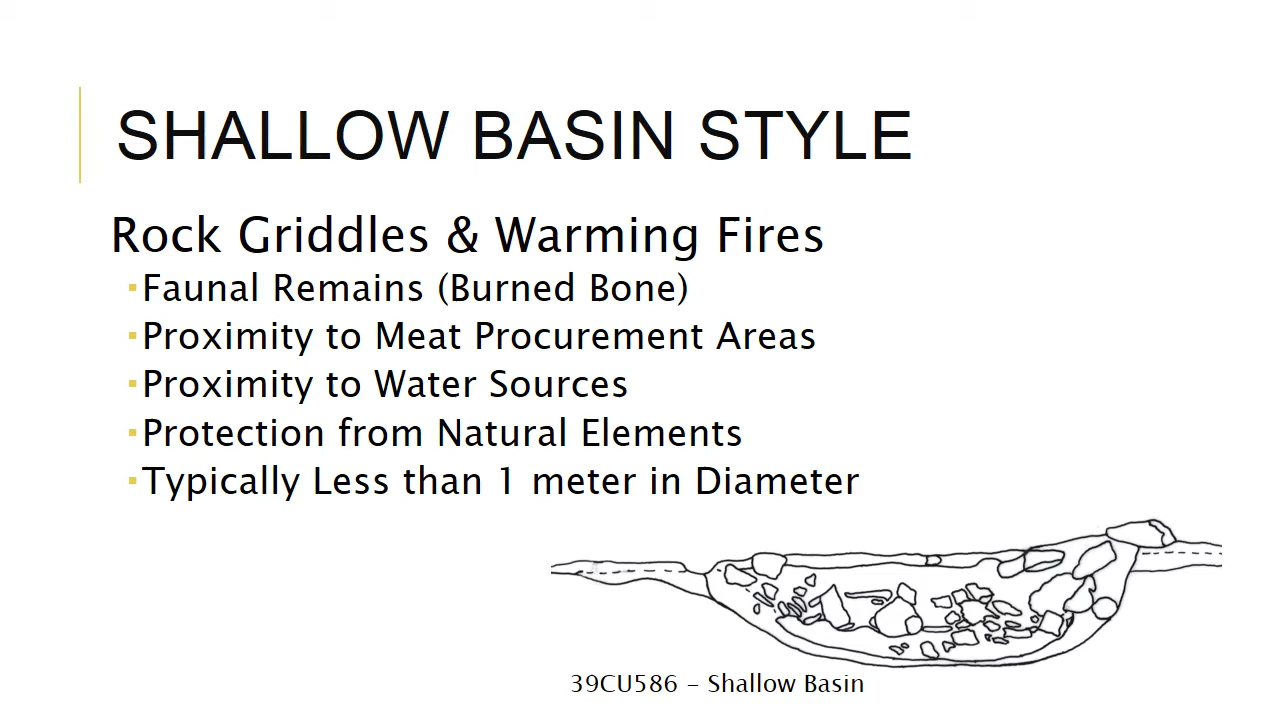 SHALLOW BASIN STYLE
Rock Griddles & Warming Fires
▪Faunal Remains (Burned Bone)
▪Proximity to Meat Procurement Areas
▪Proximity to Water Sources
▪Protection from Natural Elements
▪Typically Less than 1 meter in Diameter
39CU586 – Shallow Basin